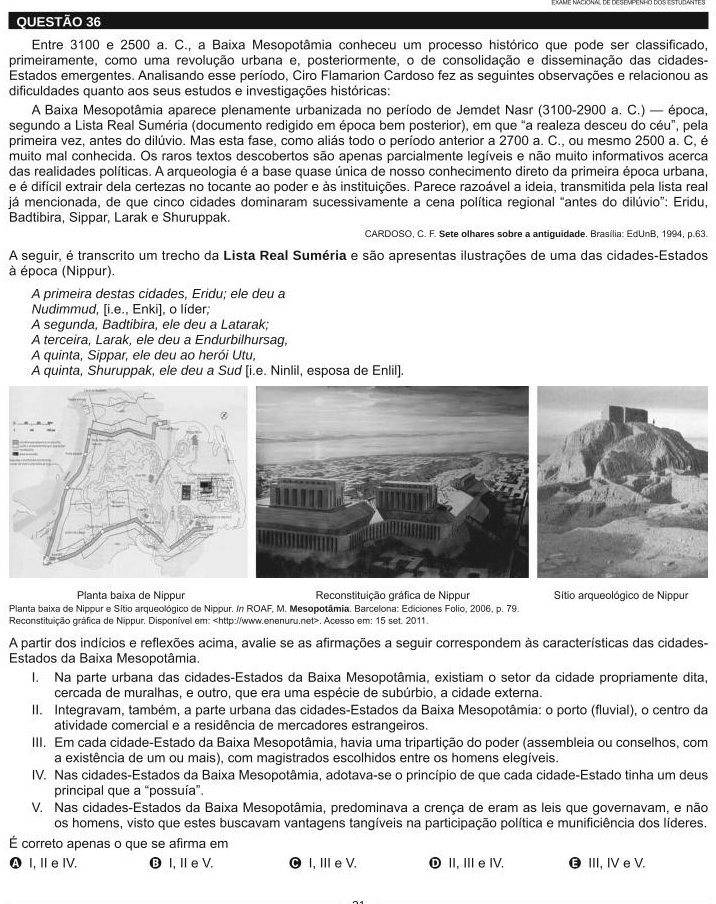 EXAME NACIONAL DE DESEMPENHO DOS ESTUDANTES
QUESTÃO 36
Entre 3100 e 2500 a. C., a Baixa Mesopotâmia conheceu um processo histórico que pode ser classificado,
primeiramente, como uma revolução urbana e, posteriormente, o de consolidação e disseminação das cidades-
Estados emergentes. Analisando esse período, Ciro Flamarion Cardoso fez as seguintes observações e relacionou as
dificuldades quanto aos seus estudos e investigações históricas:
A Baixa Mesopotâmia aparece plenamente urbanizada no período de Jemdet Nasr (3100-2900 a. C.) — época,
segundo a Lista Real Suméria (documento redigido em época bem posterior), em que “a realeza desceu do céu”, pela
primeira vez, antes do dilúvio. Mas esta fase, como aliás todo o período anterior a 2700 a. C., ou mesmo 2500 a. C, é
muito mal conhecida. Os raros textos descobertos são apenas parcialmente legíveis e não muito informativos acerca
das realidades políticas. A arqueologia é a base quase única de nosso conhecimento direto da primeira época urbana,
e é difícil extrair dela certezas no tocante ao poder e às instituições. Parece razoável a ideia, transmitida pela lista real
já mencionada, de que cinco cidades dominaram sucessivamente a cena política regional “antes do dilúvio”: Eridu,
Badtibira, Sippar, Larak e Shuruppak.
CARDOSO, C. F. Sete olhares sobre a antiguidade. Brasília: EdUnB, 1994, p.63.
A seguir, é transcrito um trecho da Lista Real Suméria e são apresentas ilustrações de uma das cidades-Estados
à época (Nippur).
A primeira destas cidades, Eridu; ele deu a
Nudimmud, [i.e., Enki], o líder;
A segunda, Badtibira, ele deu a Latarak;
A terceira, Larak, ele deu a Endurbilhursag,
A quinta, Sippar, ele deu ao herói Utu,
A quinta, Shuruppak, ele deu a Sud [i.e. Ninlil, esposa de Enlil].
Planta baixa de Nippur
Reconstituição gráfica de Nippur
Sítio arqueológico de Nippur
Planta baixa de Nippur e Sítio arqueológico de Nippur. In ROAF, M. Mesopotâmia. Barcelona: Ediciones Folio, 2006, p. 79.
Reconstituição gráfica de Nippur. Disponível em: <http://www.enenuru.net>. Acesso em: 15 set. 2011.
A partir dos indícios e reflexões acima, avalie se as afirmações a seguir correspondem às características das cidades-
Estados da Baixa Mesopotâmia.
I. Na parte urbana das cidades-Estados da Baixa Mesopotâmia, existiam o setor da cidade propriamente dita,
cercada de muralhas, e outro, que era uma espécie de subúrbio, a cidade externa.
II. Integravam, também, a parte urbana das cidades-Estados da Baixa Mesopotâmia: o porto (fluvial), o centro da
atividade comercial e a residência de mercadores estrangeiros.
III. Em cada cidade-Estado da Baixa Mesopotâmia, havia uma tripartição do poder (assembleia ou conselhos, com
a existência de um ou mais), com magistrados escolhidos entre os homens elegíveis.
IV. Nas cidades-Estados da Baixa Mesopotâmia, adotava-se o princípio de que cada cidade-Estado tinha um deus
principal que a “possuía”.
V. Nas cidades-Estados da Baixa Mesopotâmia, predominava a crença de eram as leis que governavam, e não
os homens, visto que estes buscavam vantagens tangíveis na participação política e munificiência dos líderes.
É correto apenas o que se afirma em
A I, II e IV.
B I, II e V.
C I, III e V.
D II, III e IV.
E III, IV e V.